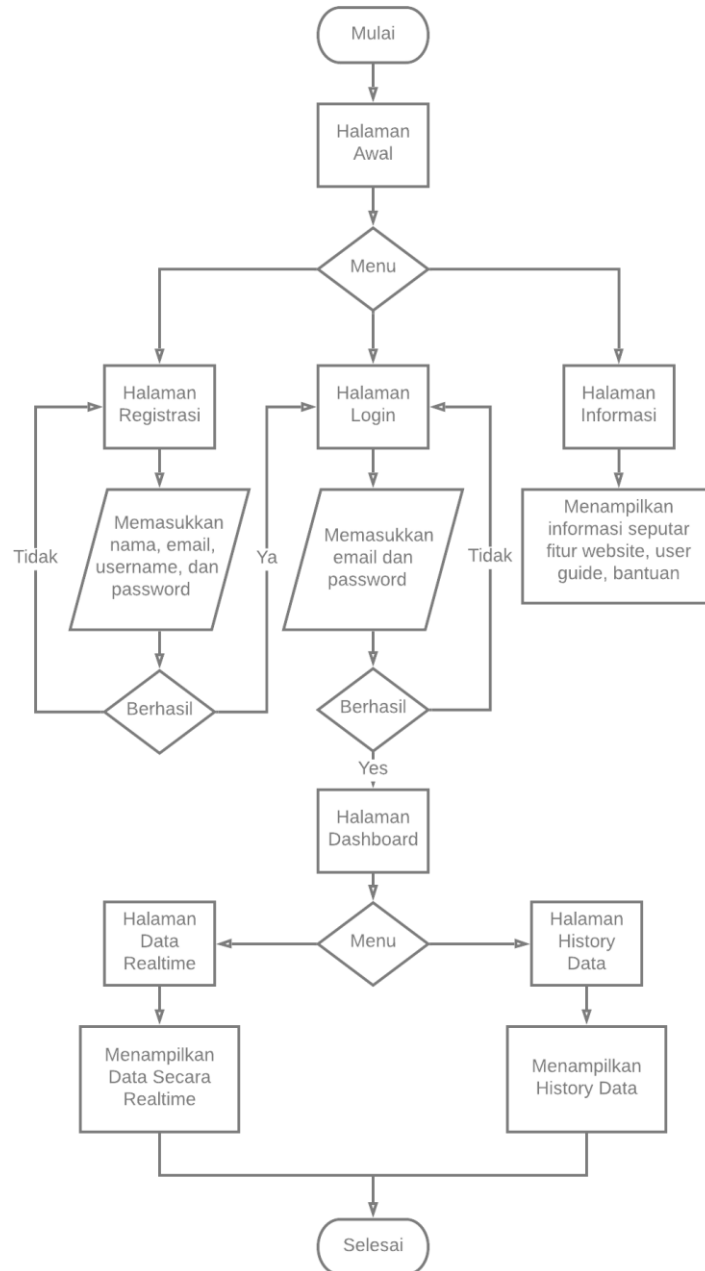 Mulai
Halaman
Awal
Menu
Halaman
Registrasi
Halaman
Login
Halaman
Informasi
Memasukkan
nama, email,
username, dan
password
Memasukkan
email dan
password
Menampilkan
informasi seputar
fitur website, user
guide, bantuan
Tidak
Ya
Tidak
Berhasil
Berhasil
Yes
Halaman
Dashboard
Halaman
Data
Realtime
Menu
Halaman
History
Data
Menampilkan
Data Secara
Realtime
Menampilkan
History Data
Selesai